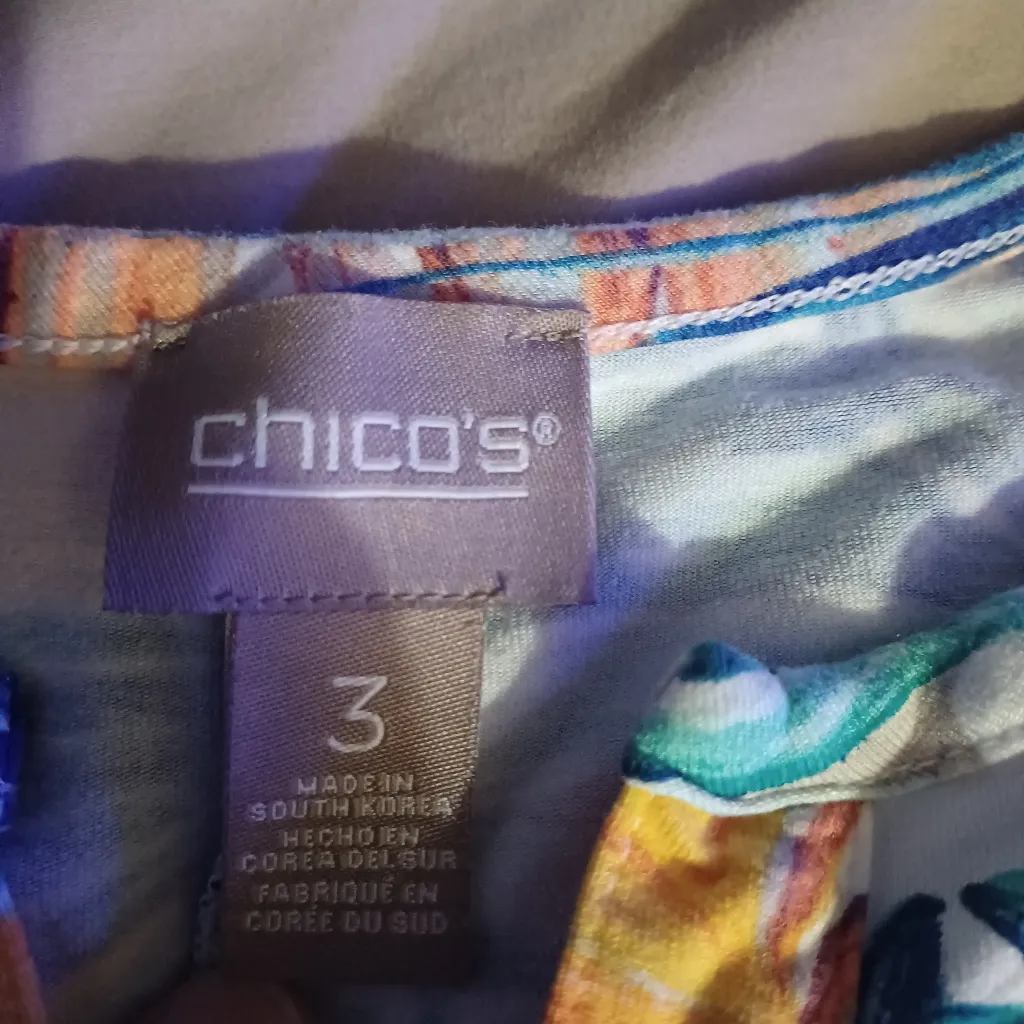 chico's®
3
MADE IN
SOUTH KOREA
HECHO EN
COREA DEL SUR
FABRIQUÉ EN
CORÉE DU SUD